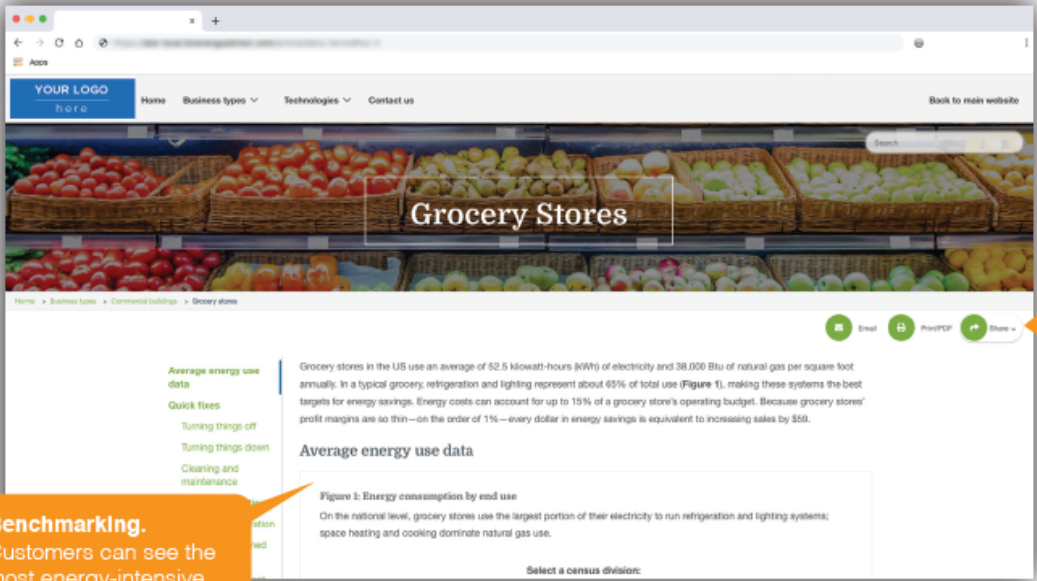 Apps
YOUR LOGO
here
Home
Business types
Technologies
Contact us
Back to main website
Search
Grocery Stores
Home > Business types > Commercial buildings > Grocery stores
Email
Print/PDF
Share
Average energy use
data
Quick fixes
Turning things off
Turning things down
Cleaning and
maintenance
Grocery stores in the US use an average of 52.5 kilowatt-hours (kWh) of electricity and 38,000 Btu of natural gas per square foot
annually. In a typical grocery, refrigeration and lighting represent about 65% of total use (Figure 1), making these systems the best
targets for energy savings. Energy costs can account for up to 15% of a grocery store's operating budget. Because grocery stores'
profit margins are so thin—on the order of 1%—every dollar in energy savings is equivalent to increasing sales by $59.
Average energy use data
Figure 1: Energy consumption by end use
On the national level, grocery stores use the largest portion of their electricity to run refrigeration and lighting systems;
space heating and cooking dominate natural gas use.
Select a census division:
Benchmarking.
Customers can see the
most energy-intensive